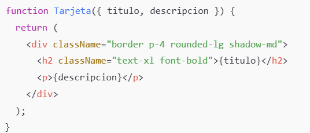 function Tarjeta({ titulo, descripcion }) {
  return (
    <div className="border p-4 rounded-lg shadow-md">
      <h2 className="text-xl font-bold">{titulo}</h2>
      <p>{descripcion}</p>
    </div>
  );
}